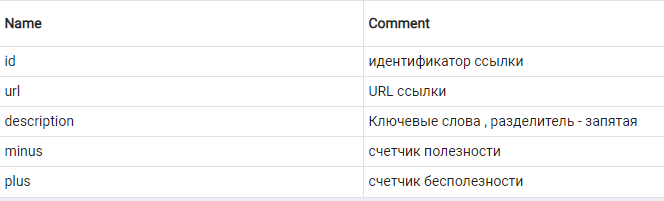 Name Comment
id идентификатор ссылки
url URL ссылки
description Ключевые слова , разделитель - запятая
minus счетчик полезности
plus счетчик бесполезности